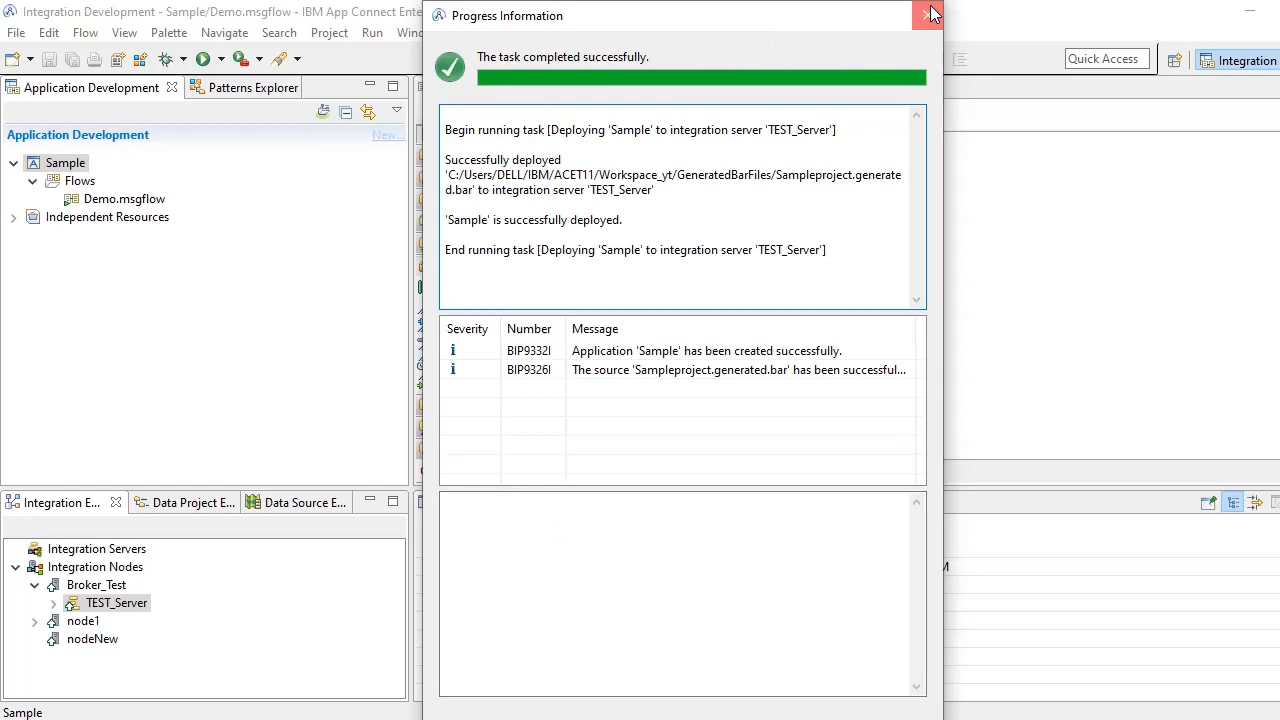 Integration Development - Sample/Demo.msgflow - IBM App Connect Ente
Progress Information
File Edit Flow View Palette Navigate Search Project Run Wind
The task completed successfully.
Quick Access
Integration
Application Development
Patterns Explorer
Application Development
New...
Sample
Flows
Demo.msgflow
Independent Resources
Begin running task [Deploying 'Sample' to integration server 'TEST_Server']
Successfully deployed
'C:/Users/DELL/IBM/ACET11/Workspace_yt/GeneratedBarFiles/Sampleproject.generate
d.bar' to integration server 'TEST_Server'
'Sample' is successfully deployed.
End running task [Deploying 'Sample' to integration server 'TEST_Server']
Severity Number Message
BIP9332I Application 'Sample' has been created successfully.
BIP9326I The source 'Sampleproject.generated.bar' has been successful...
Integration E...
Data Project E...
Data Source E...
Integration Servers
Integration Nodes
Broker_Test
TEST_Server
node1
nodeNew
M
Sample